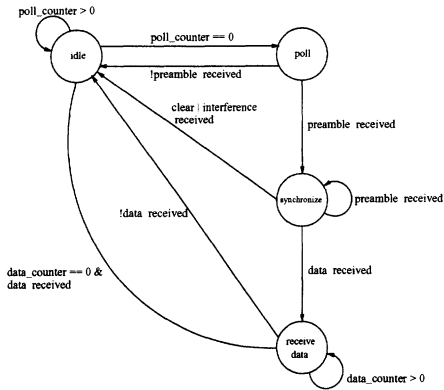 poll_counter > 0
poll_counter == 0
idle
poll
!preamble received
clear | interference
received
preamble received
synchronize
preamble received
!data received
data received
data_counter == 0 &
data received
receive
data
data_counter > 0